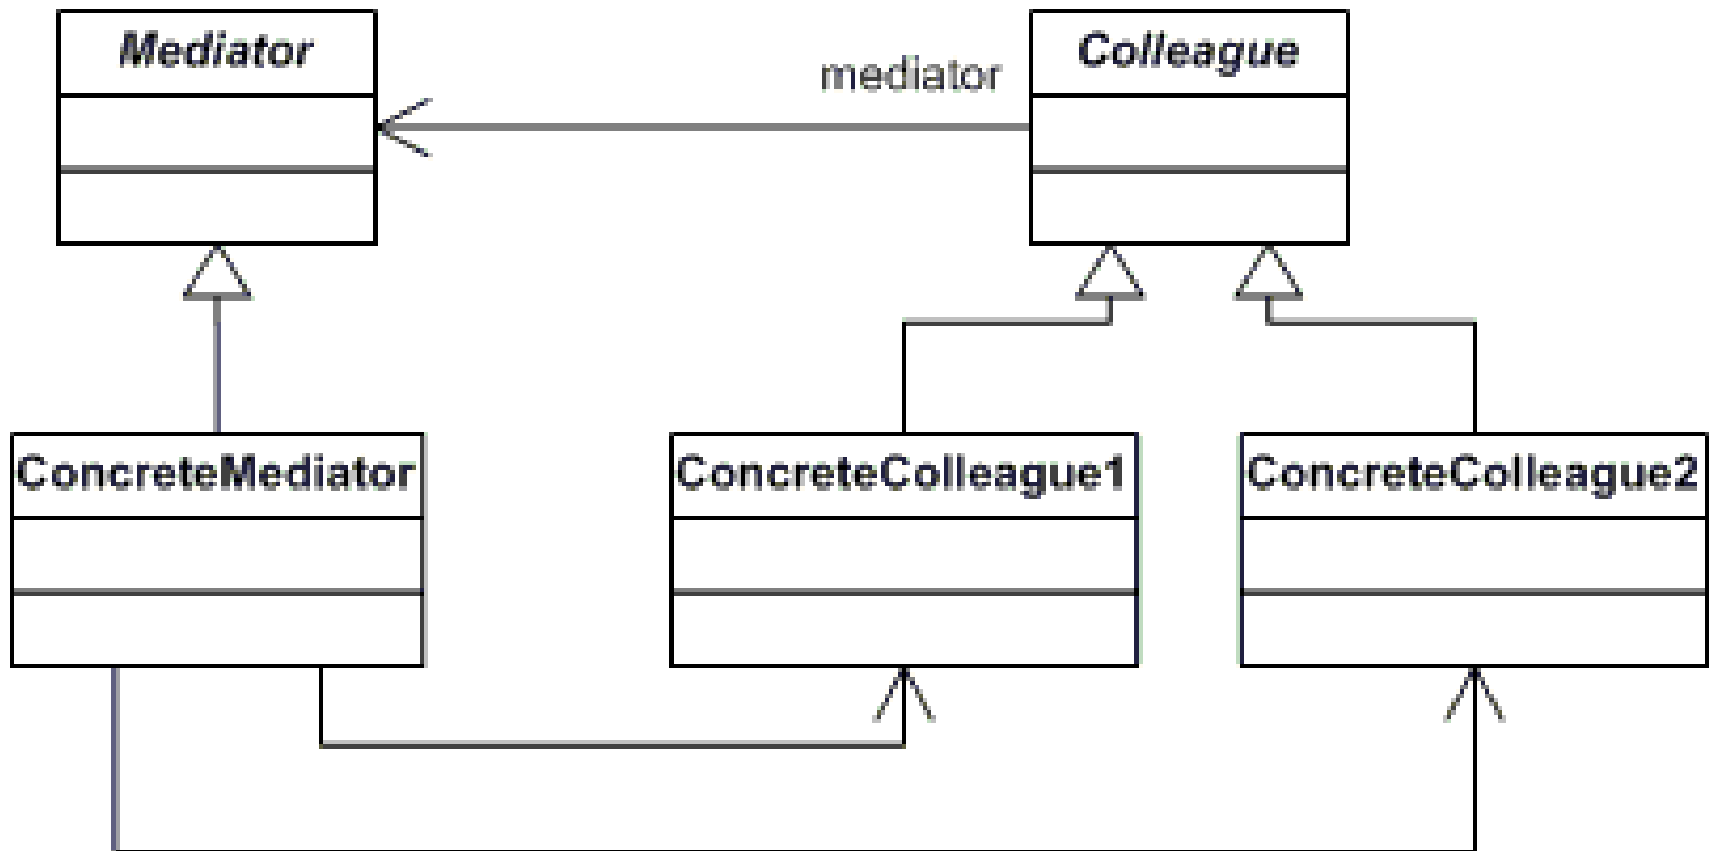 Mediator
mediator
Colleague
ConcreteMediator
ConcreteColleague1
ConcreteColleague2